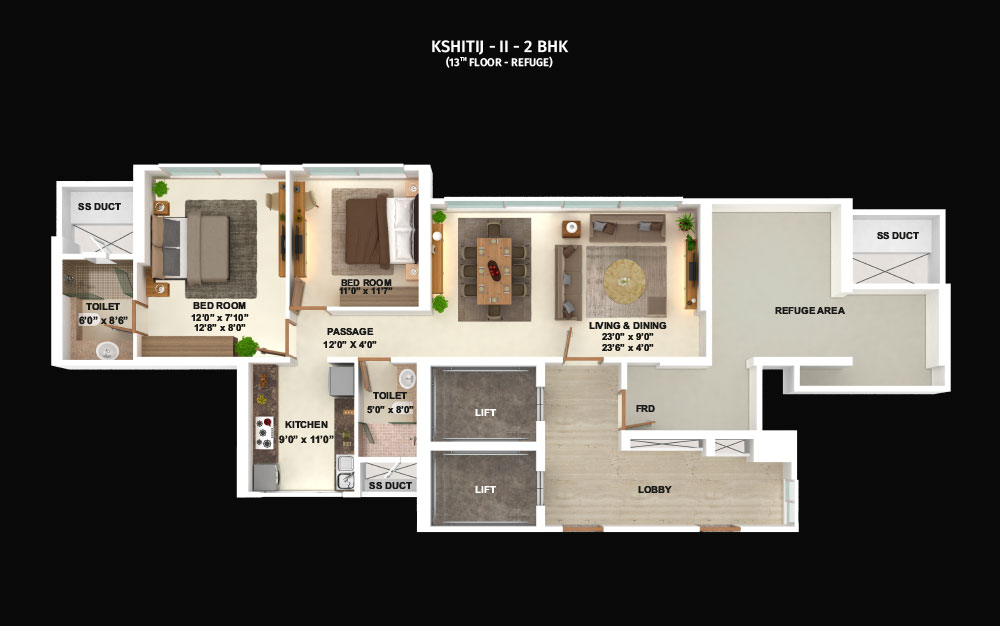 KSHITIJ - II - 2 BHK
(13TH FLOOR - REFUGE)
SS DUCT
TOILET
6'0" x 8'6"
BED ROOM
12'0" x 7'10"
12'8" x 8'0"
BED ROOM
11'0" x 11'7"
PASSAGE
12'0" X 4'0"
LIVING & DINING
23'0" x 9'0"
23'6" x 4'0"
REFUGE AREA
SS DUCT
KITCHEN
9'0" x 11'0"
TOILET
5'0" x 8'0"
SS DUCT
LIFT
LIFT
FRD
LOBBY